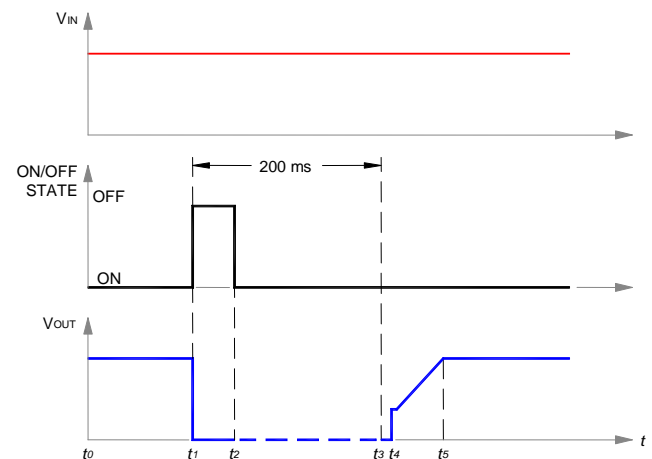 VIN
200 ms
ON/OFF
STATE
OFF
ON
VOUT
t
t0 t1 t2 t3 t4 t5